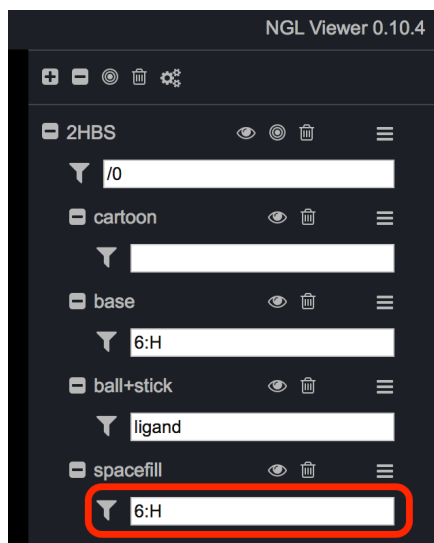 NGL Viewer 0.10.4
2HBS
/0
cartoon
base
6:H
ball+stick
ligand
spacefill
6:H